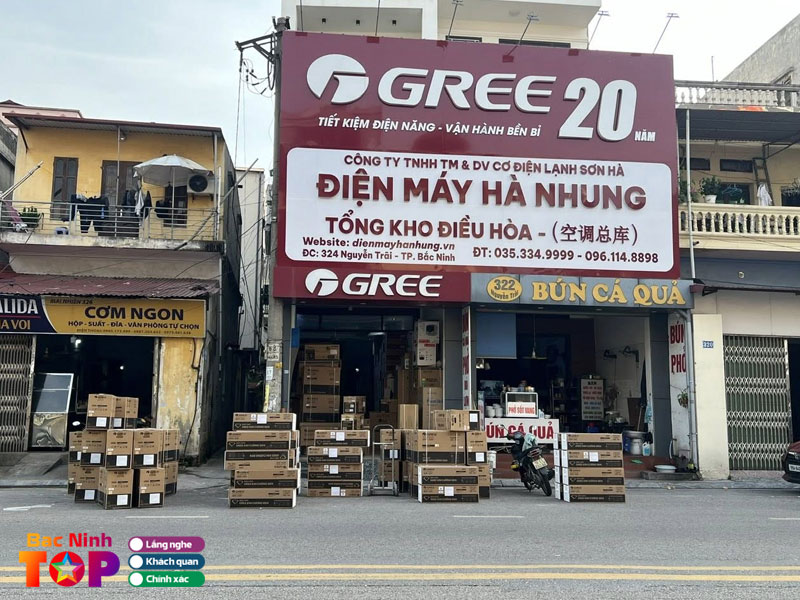 GREE 20 NĂM
TIẾT KIỆM ĐIỆN NĂNG - VẬN HÀNH BỀN BỈ
CÔNG TY TNHH TM & DV CƠ ĐIỆN LẠNH SƠN HÀ
ĐIỆN MÁY HÀ NHUNG
TỔNG KHO ĐIỀU HÒA - (空调总库)
Website: dienmayhanhung.vn
ĐC: 324 Nguyễn Trãi - TP. Bắc Ninh
ĐT: 035.334.9999 - 096.114.8898
GREE
322
Nguyễn Trãi
BÚN CÁ QUẢ
CƠM NGON
HỘP - SUẤT - ĐĨA - VĂN PHÒNG TỰ CHỌN
BÚN
PHỞ
ÚN CÁ QUẢ
Bac Ninh
TOP
Lắng nghe
Khách quan
Chính xác